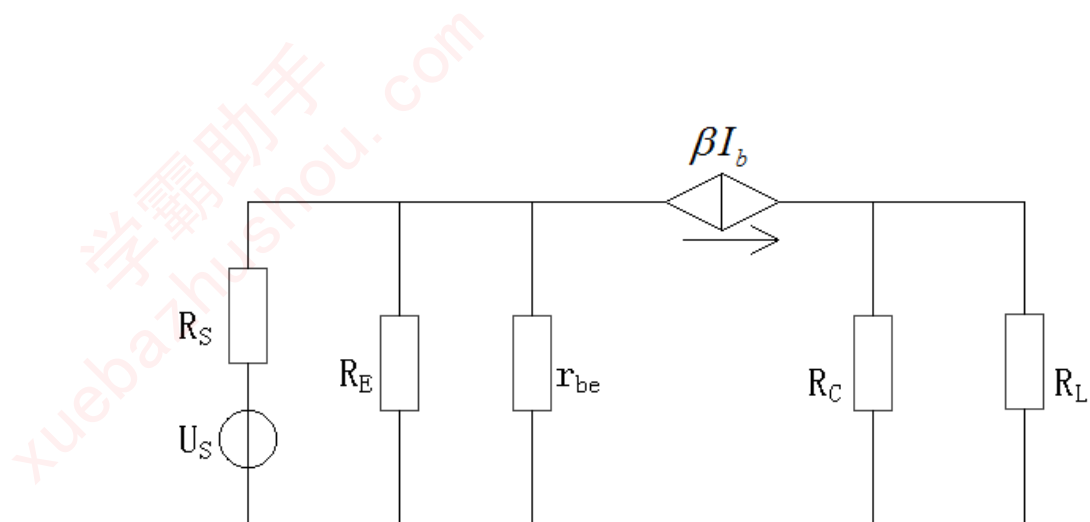 学霸助手
xuebazhushou.com
βI_b
R_S
R_E
r_be
R_C
R_L
U_S